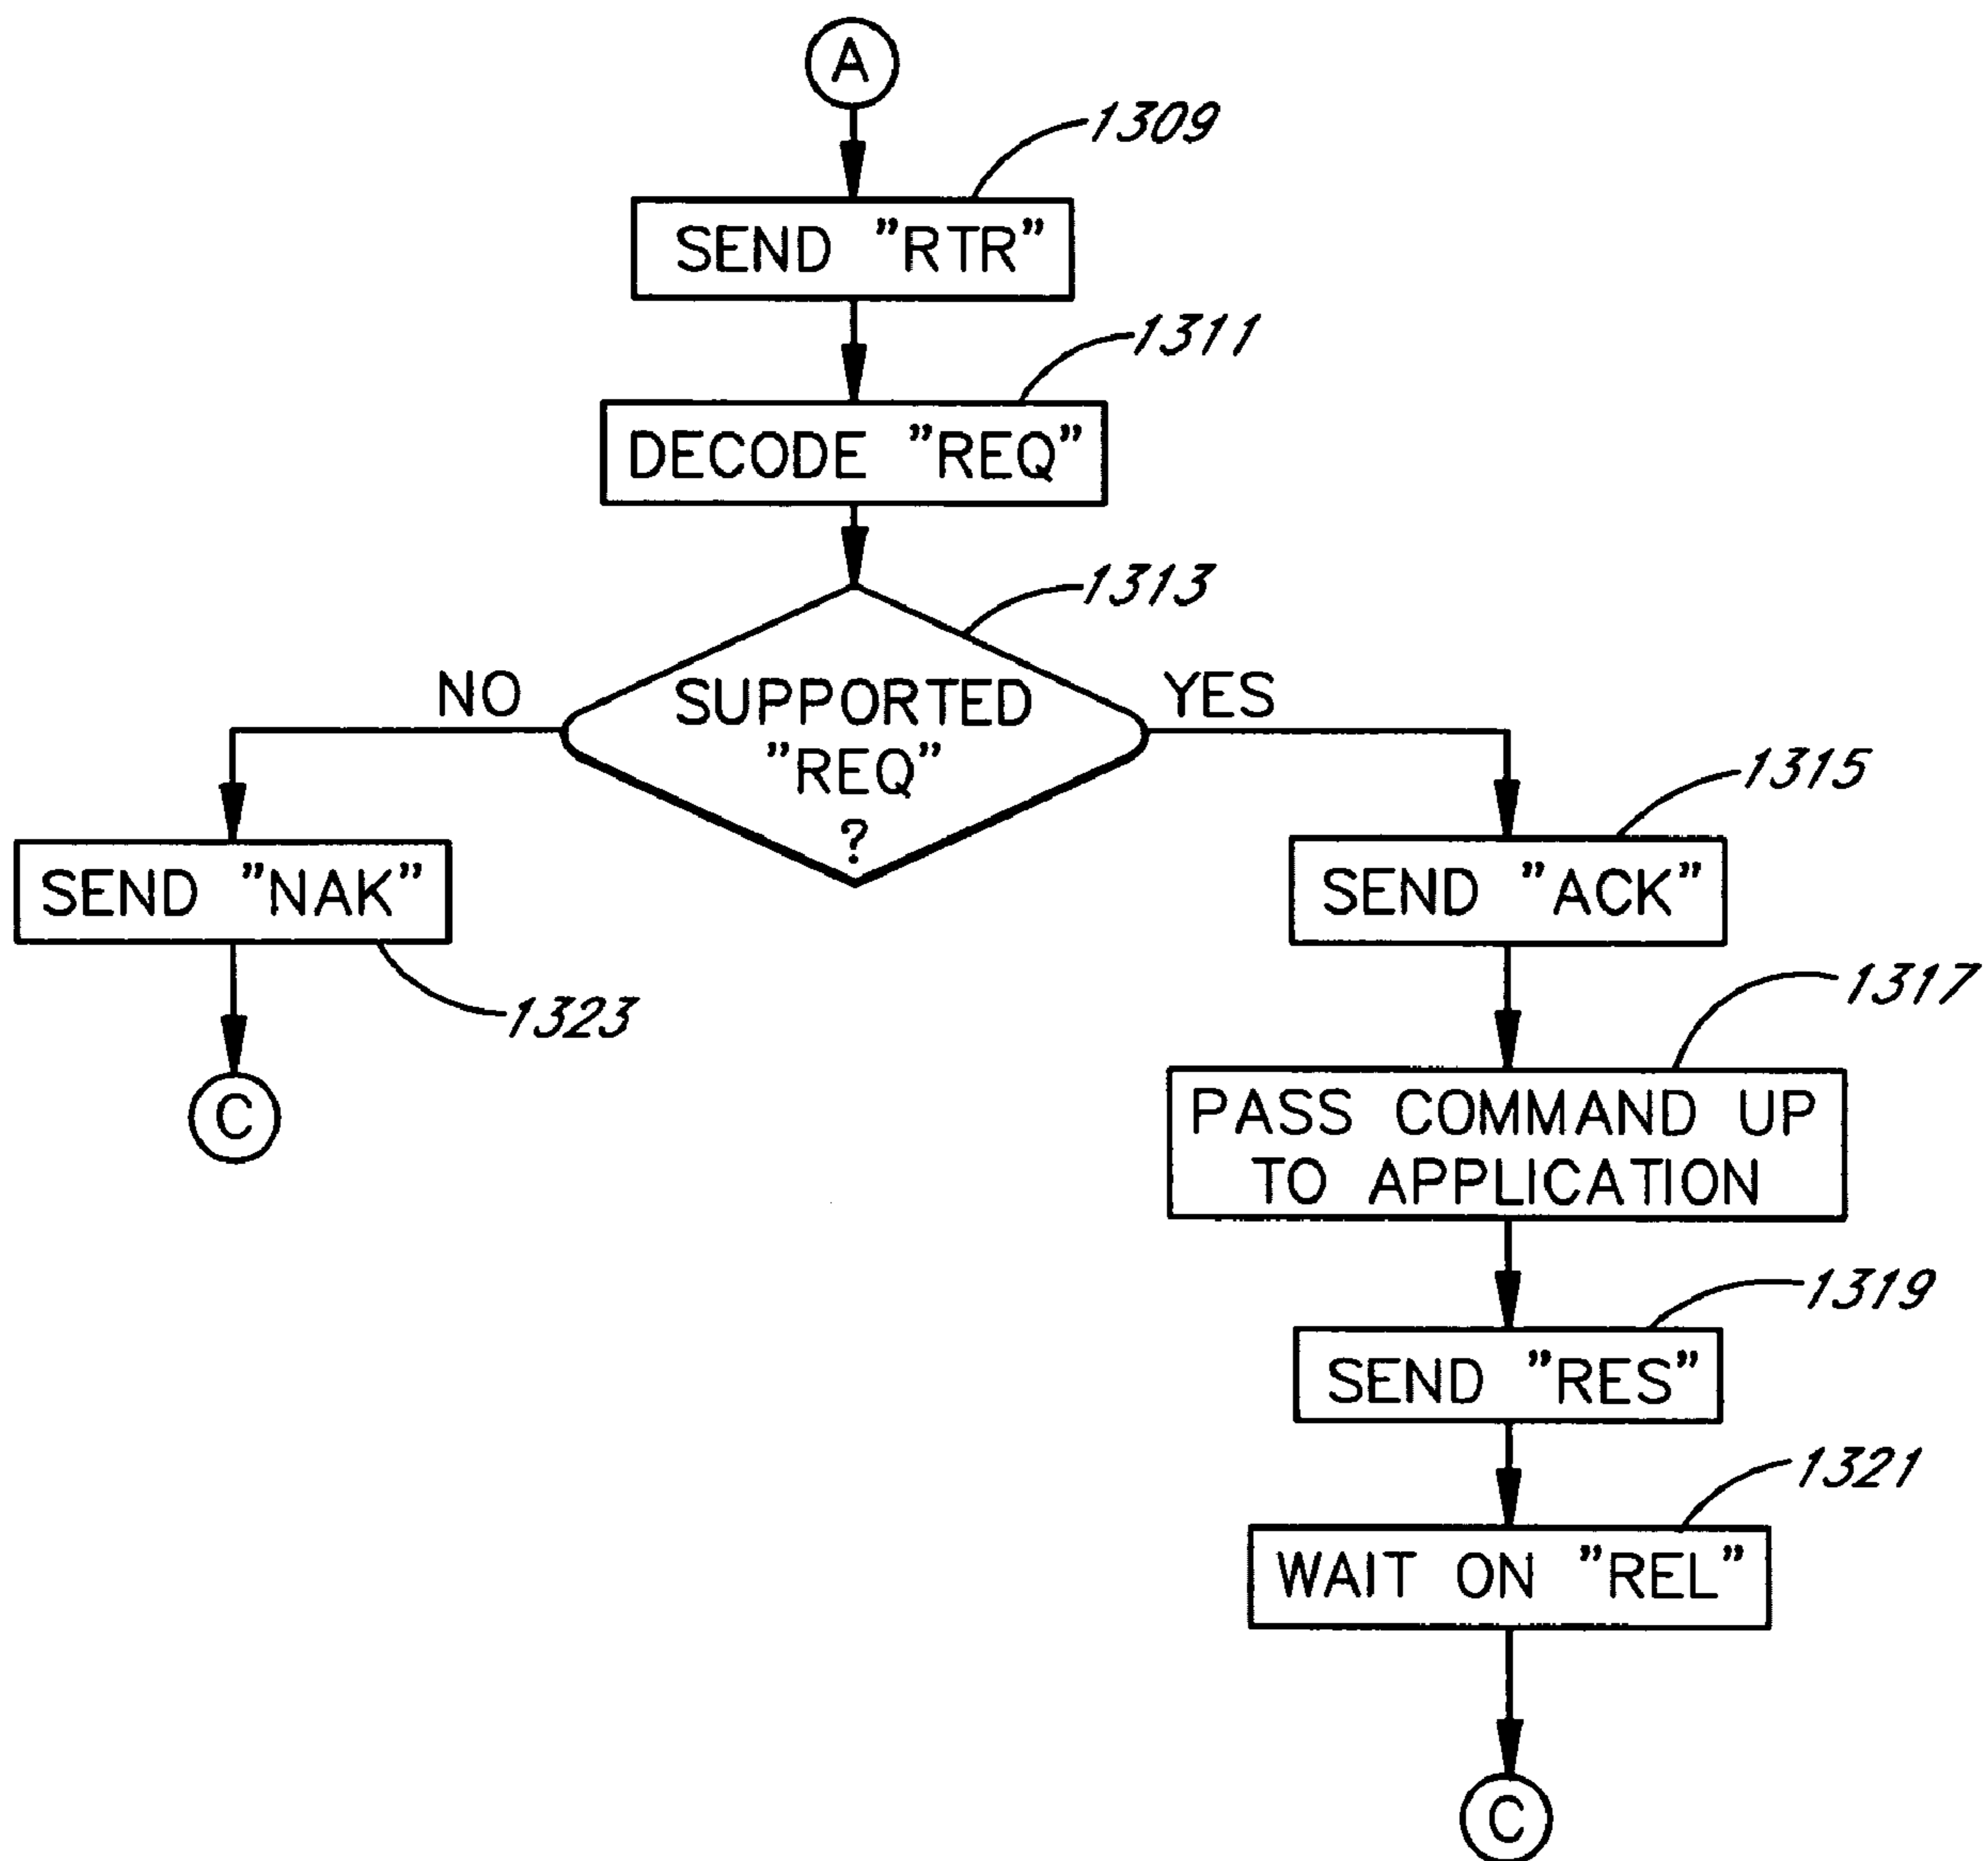 A
1309
SEND "RTR"
1311
DECODE "REQ"
1313
NO
SUPPORTED
"REQ"
?
YES
1315
SEND "NAK"
1323
C
SEND "ACK"
1317
PASS COMMAND UP
TO APPLICATION
1319
SEND "RES"
1321
WAIT ON "REL"
C